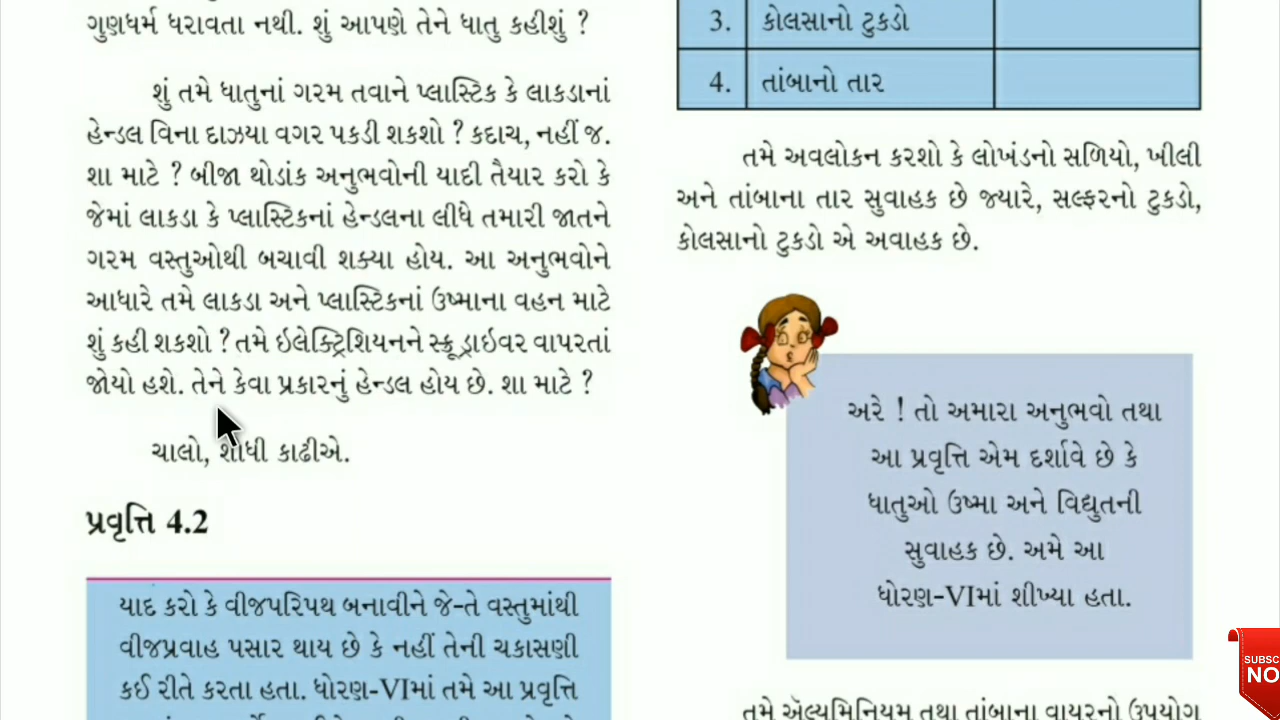 ગુણધર્મ ધરાવતા નથી. શું આપણે તેને ધાતુ કહીશું ?
શું તમે ધાતુનાં ગરમ તવાને પ્લાસ્ટિક કે લાકડાનાં
હેન્ડલ વિના દાઝયા વગર પકડી શકશો ? કદાચ, નહીં જ.
શા માટે ? બીજા થોડાંક અનુભવોની યાદી તૈયાર કરો કે
જેમાં લાકડા કે પ્લાસ્ટિકનાં હેન્ડલના લીધે તમારી જાતને
ગરમ વસ્તુઓથી બચાવી શક્યા હોય. આ અનુભવોને
આધારે તમે લાકડા અને પ્લાસ્ટિકનાં ઉષ્માના વહન માટે
શું કહી શકશો ? તમે ઇલેક્ટ્રિશિયનને સ્ક્રૂડ્રાઇવર વાપરતાં
જોયો હશે. તેને કેવા પ્રકારનું હેન્ડલ હોય છે. શા માટે ?
ચાલો, શોધી કાઢીએ.
પ્રવૃત્તિ 4.2
યાદ કરો કે વીજપરિપથ બનાવીને જે-તે વસ્તુમાંથી
વીજપ્રવાહ પસાર થાય છે કે નહીં તેની ચકાસણી
કઈ રીતે કરતા હતા. ધોરણ-VIમાં તમે આ પ્રવૃત્તિ
3. કોલસાનો ટુકડો
4. તાંબાનો તાર
તમે અવલોકન કરશો કે લોખંડનો સળિયો, ખીલી
અને તાંબાના તાર સુવાહક છે જ્યારે, સલ્ફરનો ટુકડો,
કોલસાનો ટુકડો એ અવાહક છે.
અરે ! તો અમારા અનુભવો તથા
આ પ્રવૃત્તિ એમ દર્શાવે છે કે
ધાતુઓ ઉષ્મા અને વિદ્યુતની
સુવાહક છે. અમે આ
ધોરણ-VIમાં શીખ્યા હતા.
તમે ઍલ્યુમિનિયમ તથા તાંબાના વાયરનો ઉપયોગ
SUBSC
NO